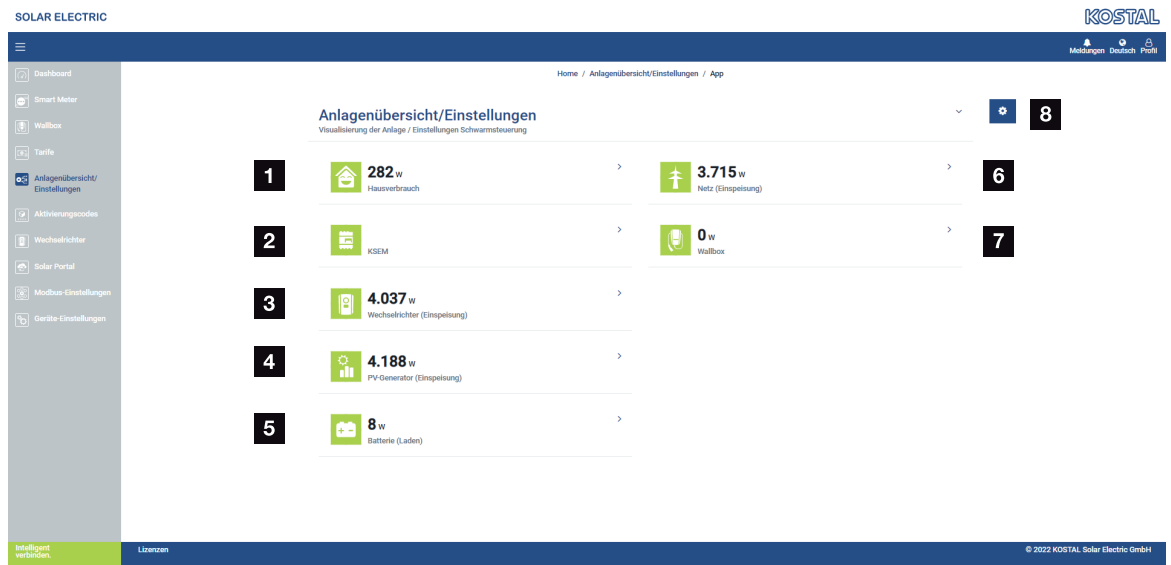 SOLAR ELECTRIC
KOSTAL
Meldungen Deutsch Profil
Dashboard
Smart Meter
Wallbox
Tarife
Anlagenübersicht/
Einstellungen
Aktivierungscodes
Wechselrichter
Solar Portal
Modbus-Einstellungen
Geräte-Einstellungen
Home / Anlagenübersicht/Einstellungen / App
Anlagenübersicht/Einstellungen
Visualisierung der Anlage / Einstellungen Schwarmsteuerung
8
1
282 w
Hausverbrauch
3.715 w
Netz (Einspeisung)
6
2
KSEM
0 w
Wallbox
7
3
4.037 w
Wechselrichter (Einspeisung)
4
4.188 w
PV-Generator (Einspeisung)
5
8 w
Batterie (Laden)
Intelligent
verbinden.
Lizenzen
© 2022 KOSTAL Solar Electric GmbH